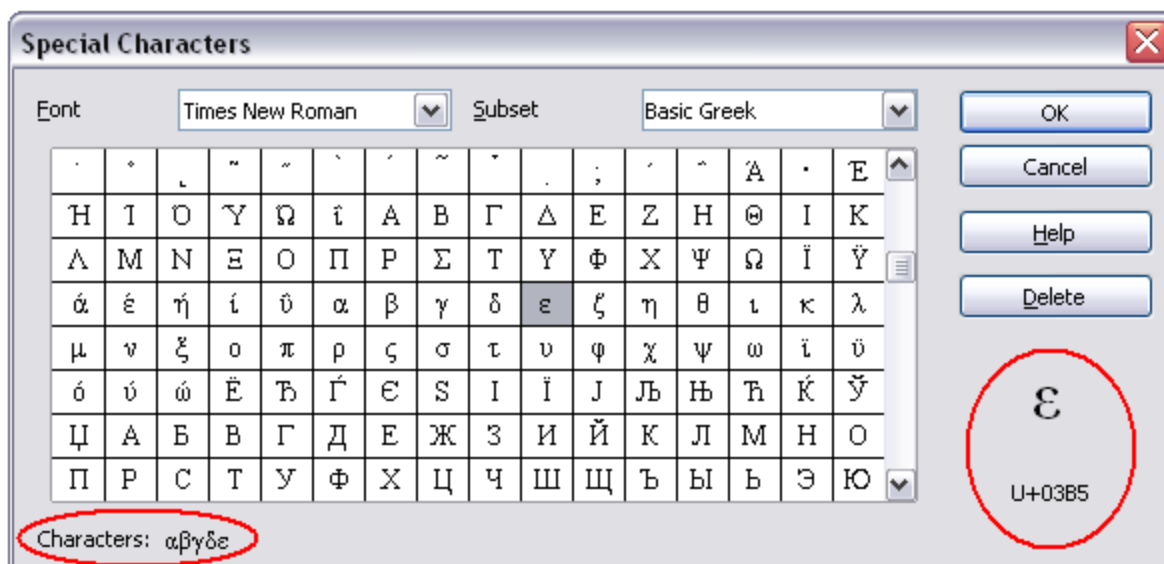 Special Characters
Font Times New Roman Subset Basic Greek
OK
Cancel
Help
Delete
; Ά · Έ
Ή Ί Ό Ύ Ώ ΐ Α Β Γ Δ Ε Ζ Η Θ Ι Κ
Λ Μ Ν Ξ Ο Π Ρ Σ Τ Υ Φ Χ Ψ Ω Ϊ Ϋ
ά έ ή ί ΰ α β γ δ ε ζ η θ ι κ λ
μ ν ξ ο π ρ ς σ τ υ φ χ ψ ω ϊ ϋ
ό ύ ώ Ё Ђ Ѓ Є Ѕ І Ї Ј Љ Њ Ћ Ќ Ў
Џ А Б В Г Д Е Ж З И Й К Л М Н О
П Р С Т У Ф Х Ц Ч Ш Щ Ъ Ы Ь Э Ю
ε
U+03B5
Characters: αβγδε